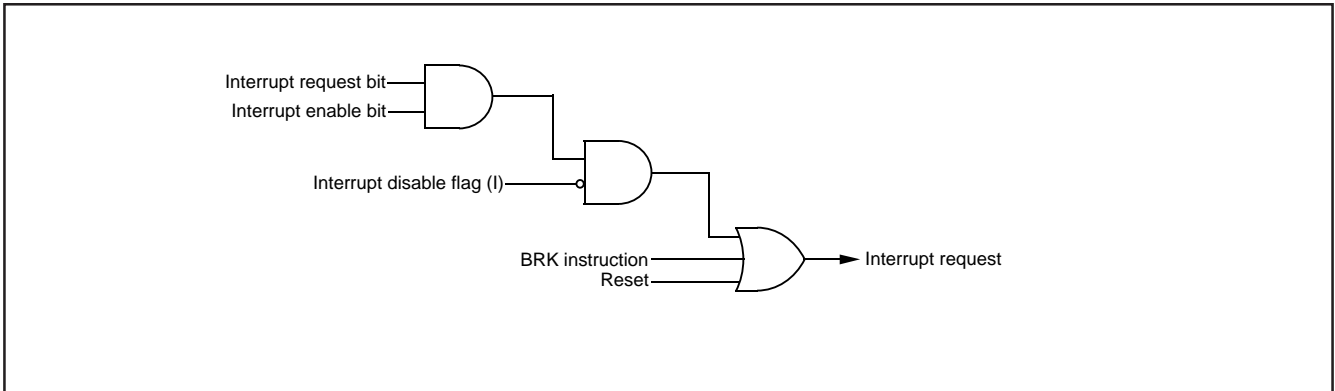 Interrupt request bit
Interrupt enable bit
Interrupt disable flag (I)
BRK instruction
Reset
Interrupt request